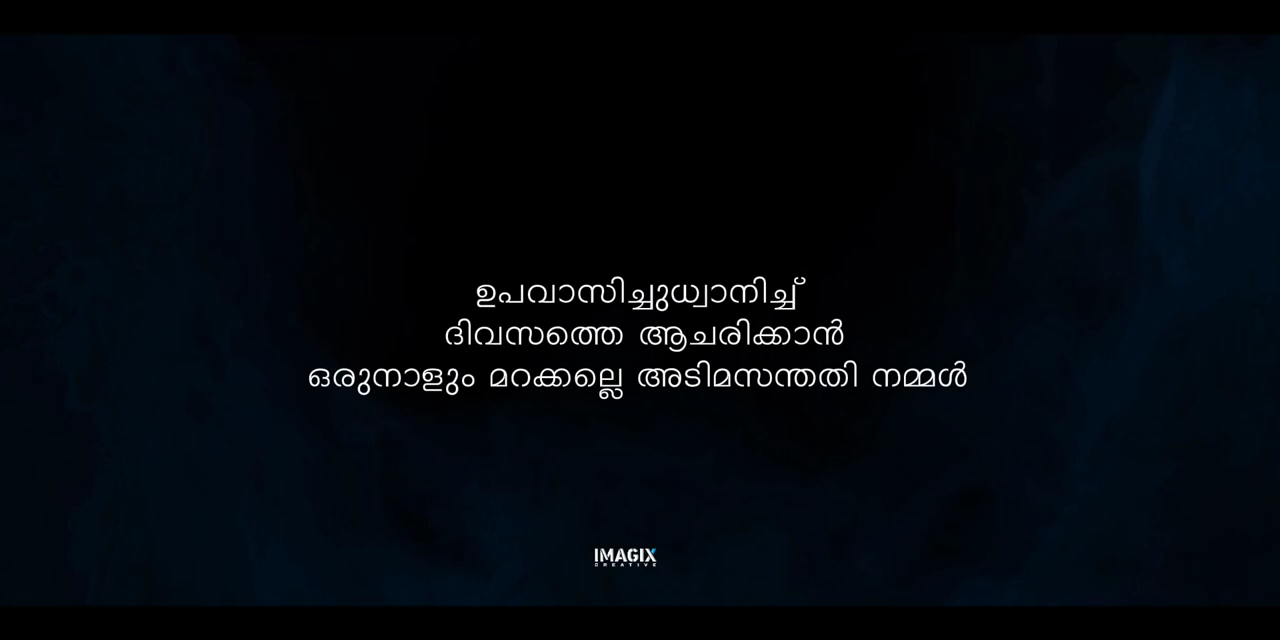 ഉപവാസിച്ചുധ്വാനിച്ച്
ദിവസത്തെ ആചരിക്കാൻ
ഒരുനാളും മറക്കല്ലെ അടിമസന്തതി നമ്മൾ
IMAGIX
CREATIVE